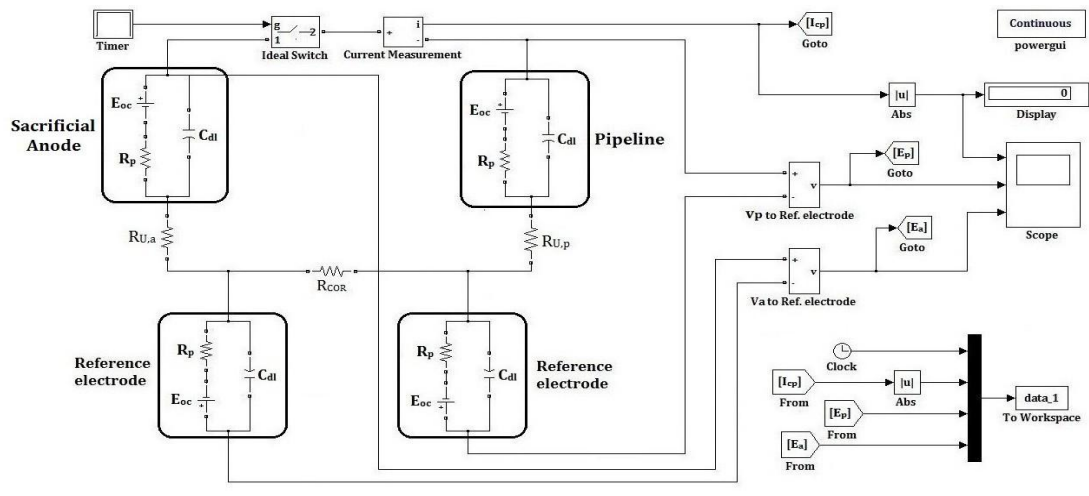 Timer
g
1
2
Ideal Switch
+
-
i
Current Measurement
[Icp]
Goto
Continuous
powergui
|u|
Abs
0
Display
Sacrificial
Anode
Eoc
+
Rp
Cdl
Eoc
+
Rp
Cdl
Pipeline
+
-
v
Vp to Ref. electrode
[Ep]
Goto
[Ea]
Goto
Scope
RU,a
RU,p
RCOR
+
-
v
Va to Ref. electrode
Reference
electrode
Rp
Cdl
Eoc
+
Rp
Cdl
Eoc
+
Reference
electrode
Clock
[Icp]
From
|u|
Abs
[Ep]
From
[Ea]
From
data_1
To Workspace